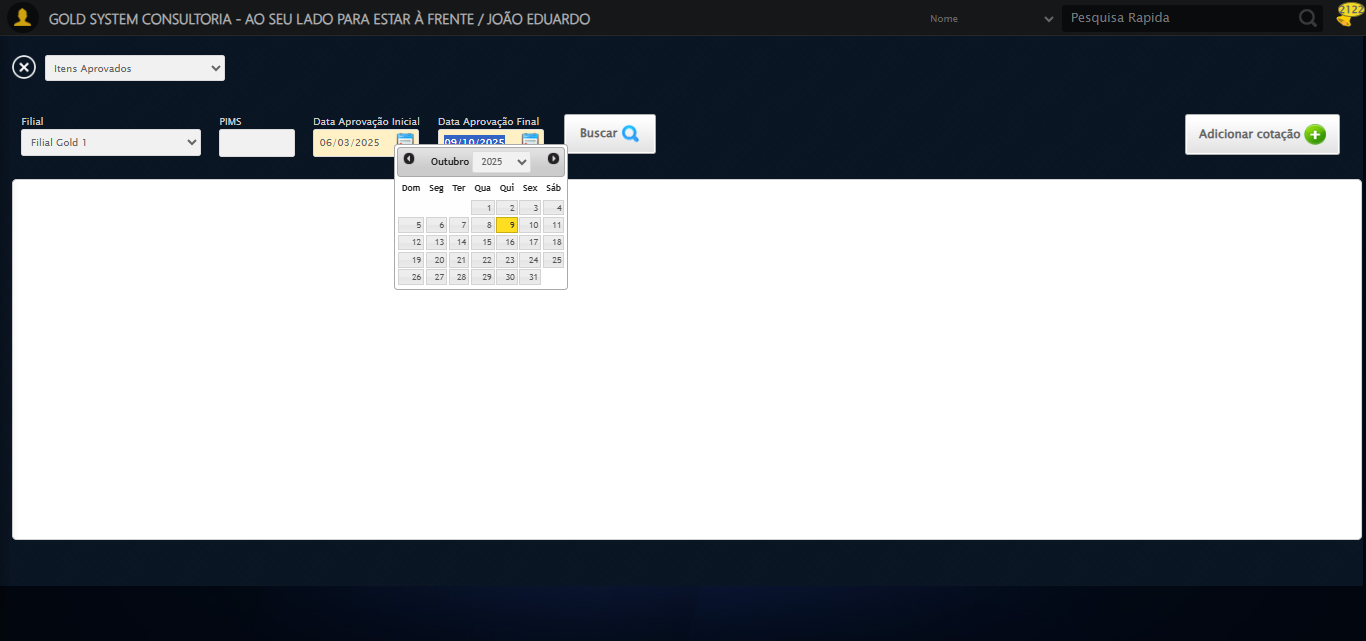 GOLD SYSTEM CONSULTORIA - AO SEU LADO PARA ESTAR À FRENTE / JOÃO EDUARDO
Nome
Pesquisa Rapida
2122
Itens Aprovados
Filial
PIMS
Data Aprovação Inicial
Data Aprovação Final
Filial Gold 1
06/03/2025
09/10/2025
Buscar
Adicionar cotação
Outubro 2025
Dom Seg Ter Qua Qui Sex Sáb
1 2 3 4
5 6 7 8 9 10 11
12 13 14 15 16 17 18
19 20 21 22 23 24 25
26 27 28 29 30 31